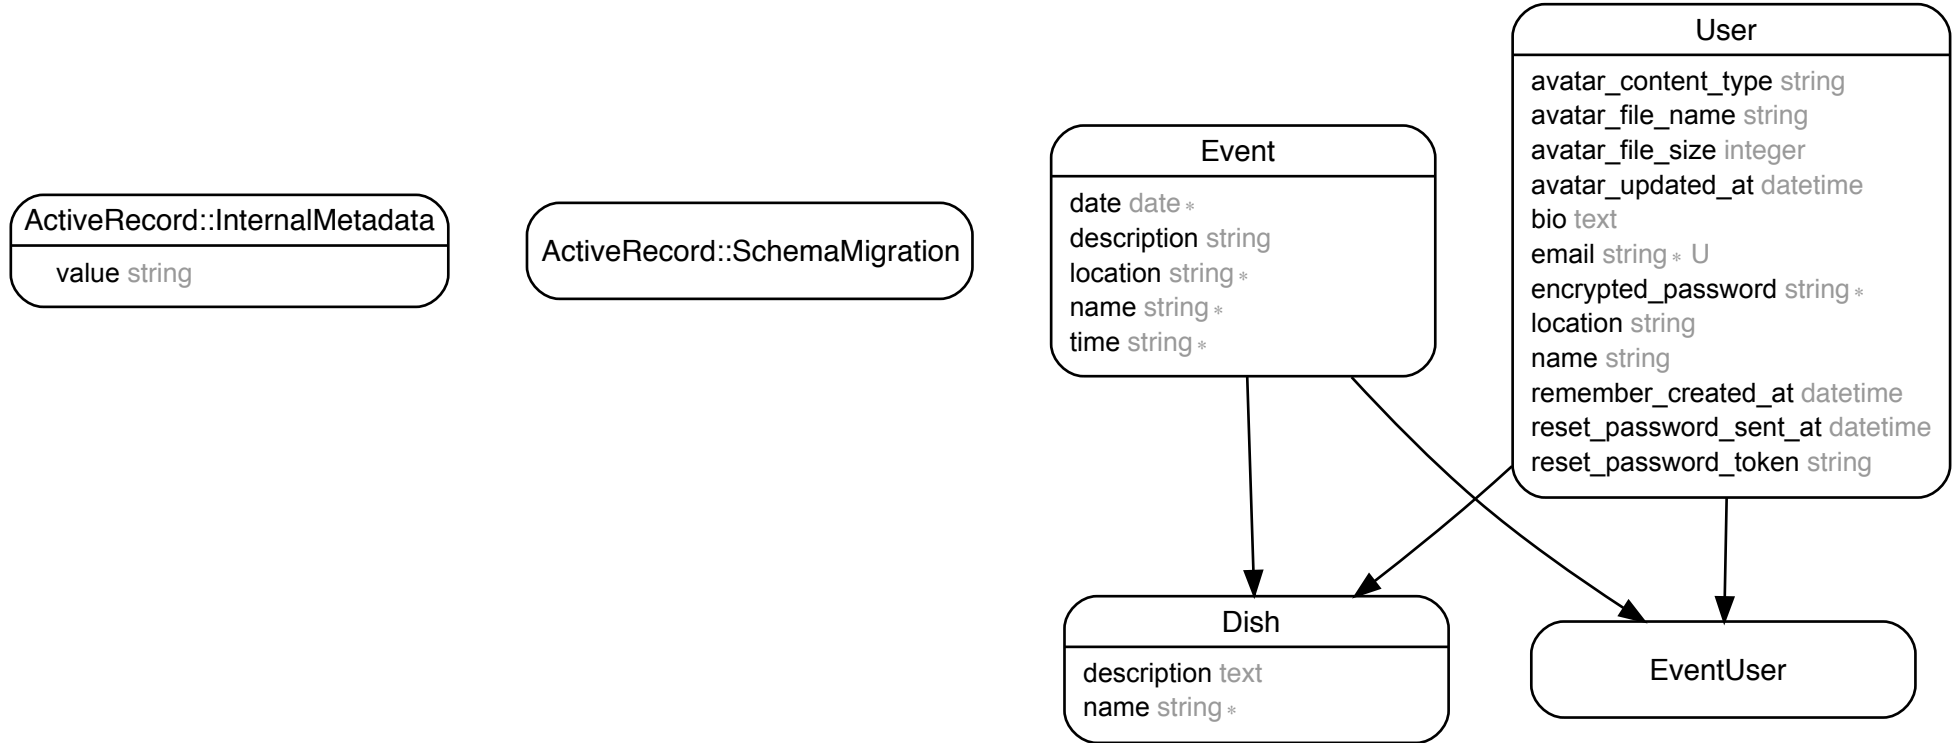 ActiveRecord::InternalMetadata
value string
ActiveRecord::SchemaMigration
Event
date date *
description string
location string *
name string *
time string *
User
avatar_content_type string
avatar_file_name string
avatar_file_size integer
avatar_updated_at datetime
bio text
email string * U
encrypted_password string *
location string
name string
remember_created_at datetime
reset_password_sent_at datetime
reset_password_token string
Dish
description text
name string *
EventUser